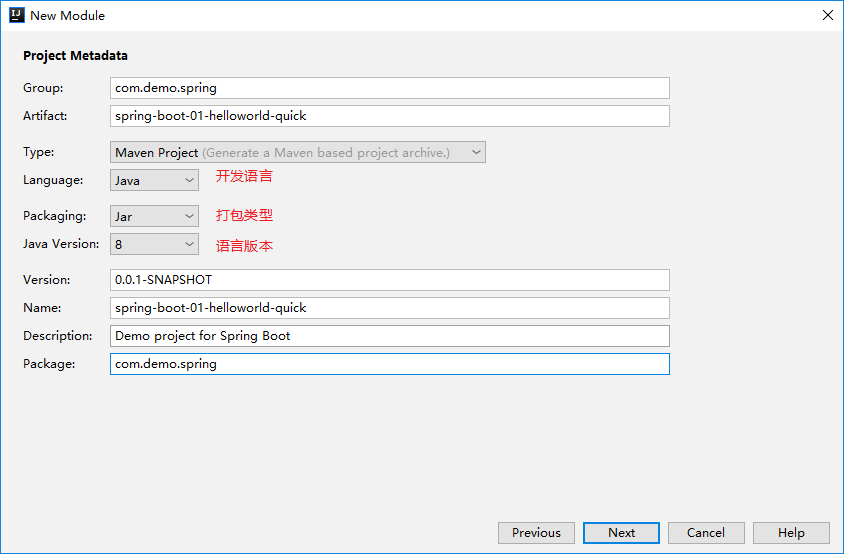 New Module
Project Metadata
Group: com.demo.spring
Artifact: spring-boot-01-helloworld-quick
Type: Maven Project (Generate a Maven based project archive.)
Language: Java 开发语言
Packaging: Jar 打包类型
Java Version: 8 语言版本
Version: 0.0.1-SNAPSHOT
Name: spring-boot-01-helloworld-quick
Description: Demo project for Spring Boot
Package: com.demo.spring
Previous Next Cancel Help